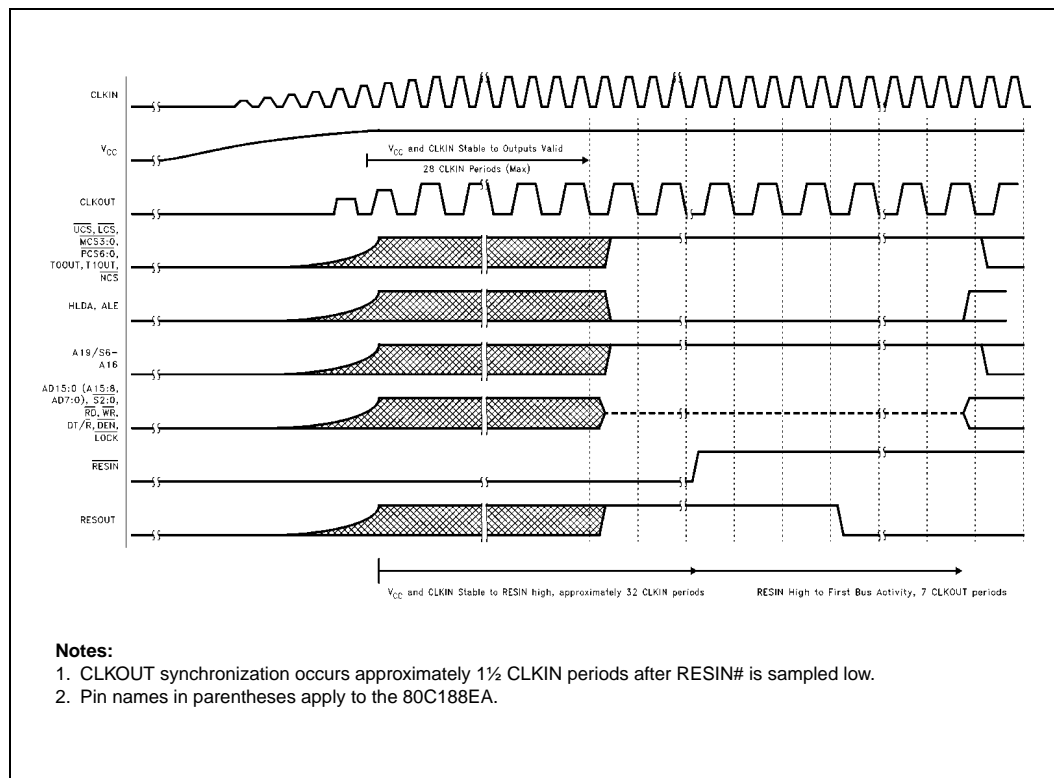 CLKIN
VCC
VCC and CLKIN Stable to Outputs Valid
28 CLKIN Periods (Max)
CLKOUT
UCS, LCS,
MCS3:0,
PCS6:0,
T0OUT, T1OUT,
NCS
HLDA, ALE
A19/S6-
A16
AD15:0 (A15:8,
AD7:0), S2:0,
RD, WR,
DT/R, DEN,
LOCK
RESIN
RESOUT
VCC and CLKIN Stable to RESIN high, approximately 32 CLKIN periods
RESIN High to First Bus Activity, 7 CLKOUT periods
Notes:
1. CLKOUT synchronization occurs approximately 1½ CLKIN periods after RESIN# is sampled low.
2. Pin names in parentheses apply to the 80C188EA.